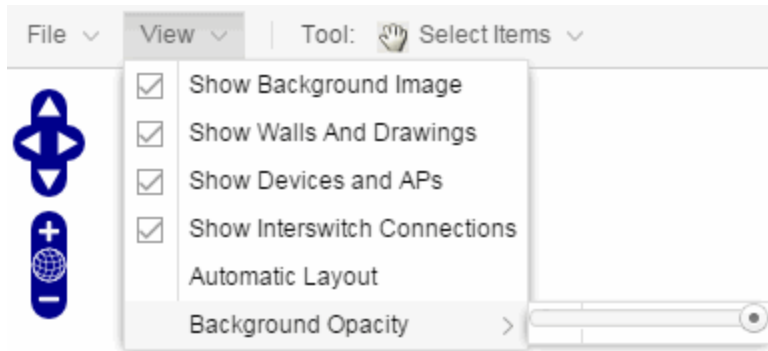 File View Tool: Select Items
Show Background Image
Show Walls And Drawings
Show Devices and APs
Show Interswitch Connections
Automatic Layout
Background Opacity